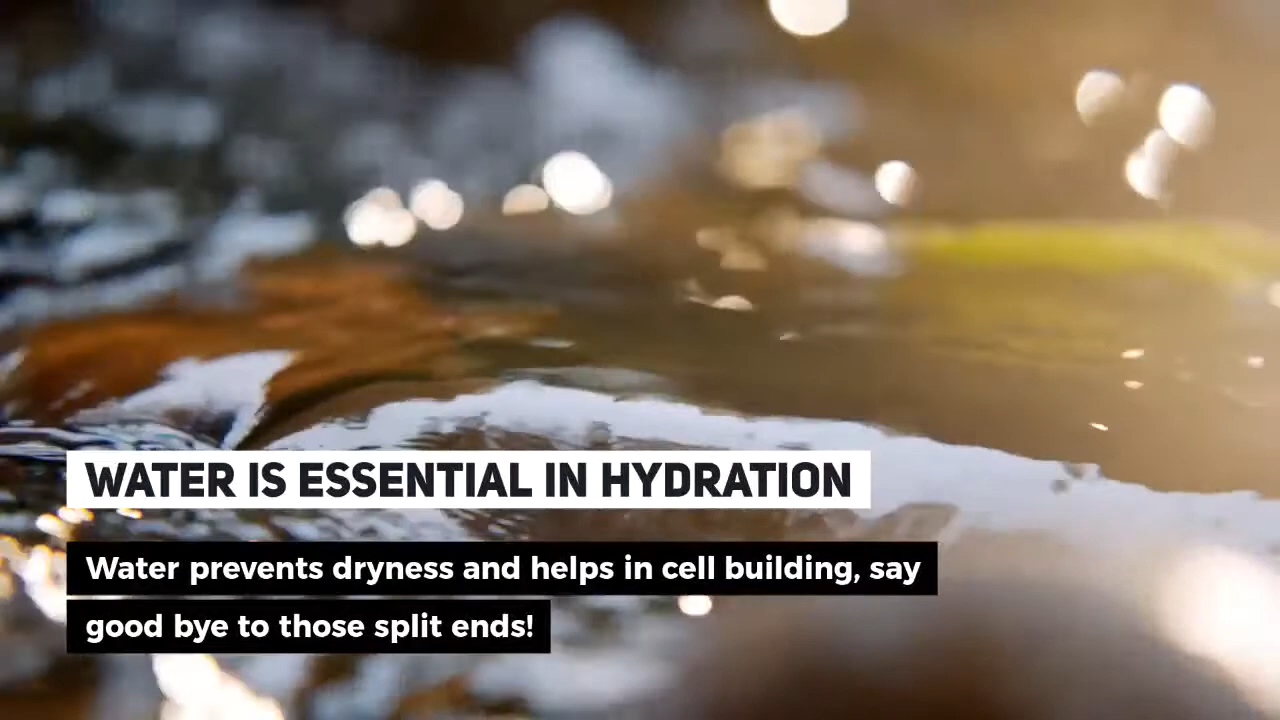 WATER IS ESSENTIAL IN HYDRATION
Water prevents dryness and helps in cell building, say
good bye to those split ends!